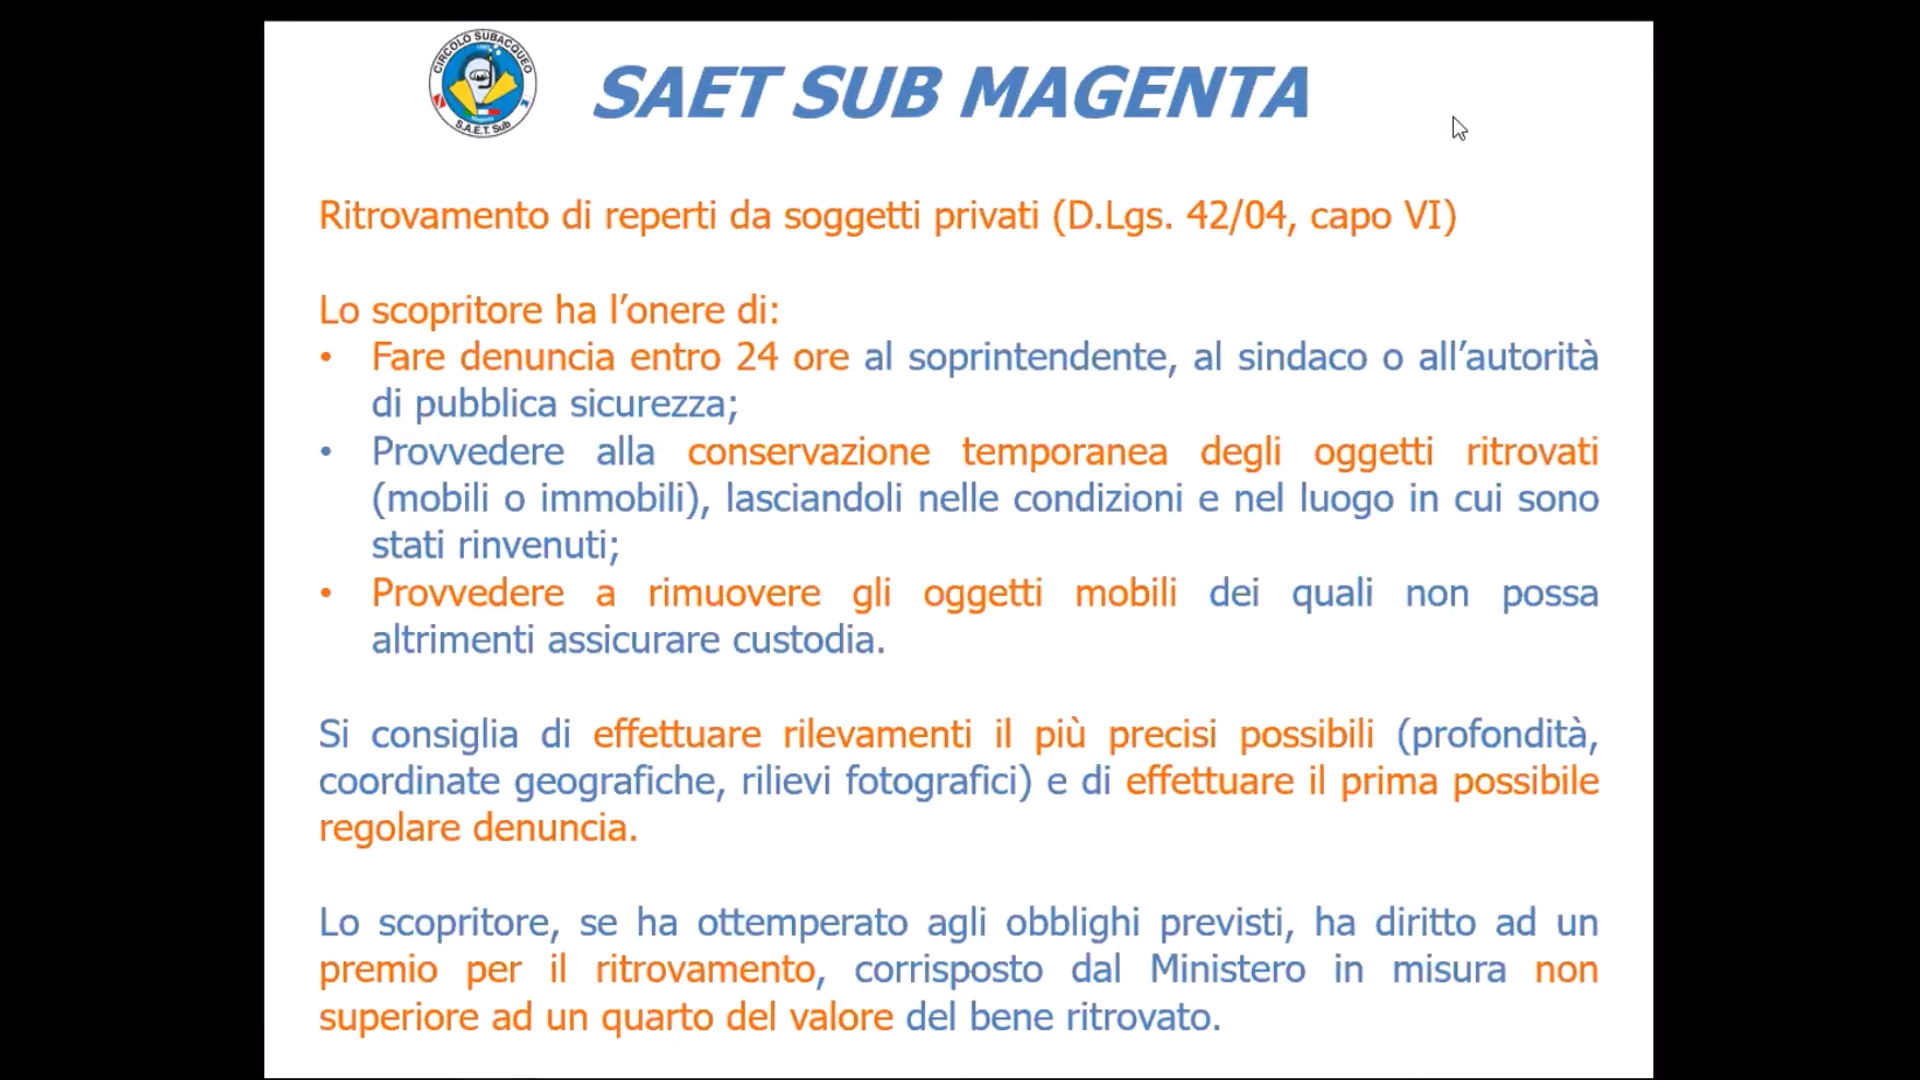 CIRCOLO SUBACQUEO
S.A.E.T. Sub
SAET SUB MAGENTA
Ritrovamento di reperti da soggetti privati (D.Lgs. 42/04, capo VI)
Lo scopritore ha l’onere di:
• Fare denuncia entro 24 ore al soprintendente, al sindaco o all’autorità
di pubblica sicurezza;
• Provvedere alla conservazione temporanea degli oggetti ritrovati
(mobili o immobili), lasciandoli nelle condizioni e nel luogo in cui sono
stati rinvenuti;
• Provvedere a rimuovere gli oggetti mobili dei quali non possa
altrimenti assicurare custodia.
Si consiglia di effettuare rilevamenti il più precisi possibili (profondità,
coordinate geografiche, rilievi fotografici) e di effettuare il prima possibile
regolare denuncia.
Lo scopritore, se ha ottemperato agli obblighi previsti, ha diritto ad un
premio per il ritrovamento, corrisposto dal Ministero in misura non
superiore ad un quarto del valore del bene ritrovato.